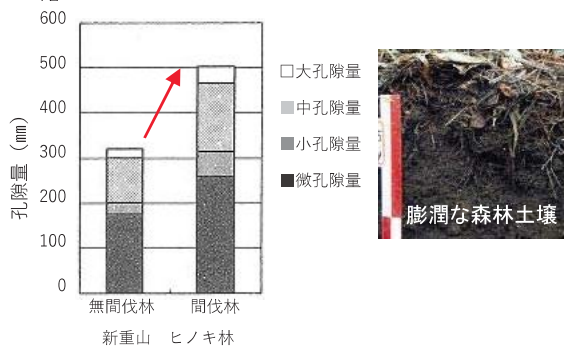 600
500
400
300
200
100
0
孔隙量 (㎜)
無間伐林 間伐林
新重山 ヒノキ林
□大孔隙量
中孔隙量
小孔隙量
■微孔隙量
膨潤な森林土壌